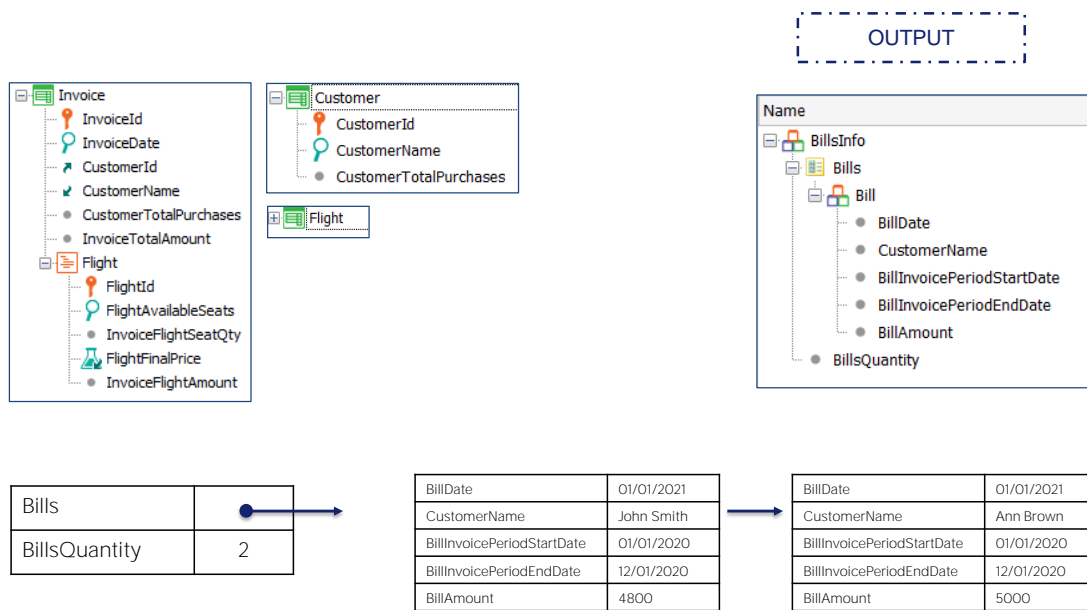 OUTPUT
Invoice
InvoiceId
InvoiceDate
CustomerId
CustomerName
CustomerTotalPurchases
InvoiceTotalAmount
Flight
FlightId
FlightAvailableSeats
InvoiceFlightSeatQty
FlightFinalPrice
InvoiceFlightAmount
Customer
CustomerId
CustomerName
CustomerTotalPurchases
Flight
Name
BillsInfo
Bills
Bill
BillDate
CustomerName
BillInvoicePeriodStartDate
BillInvoicePeriodEndDate
BillAmount
BillsQuantity
Bills
BillsQuantity 2
BillDate 01/01/2021
CustomerName John Smith
BillInvoicePeriodStartDate 01/01/2020
BillInvoicePeriodEndDate 12/01/2020
BillAmount 4800
BillDate 01/01/2021
CustomerName Ann Brown
BillInvoicePeriodStartDate 01/01/2020
BillInvoicePeriodEndDate 12/01/2020
BillAmount 5000